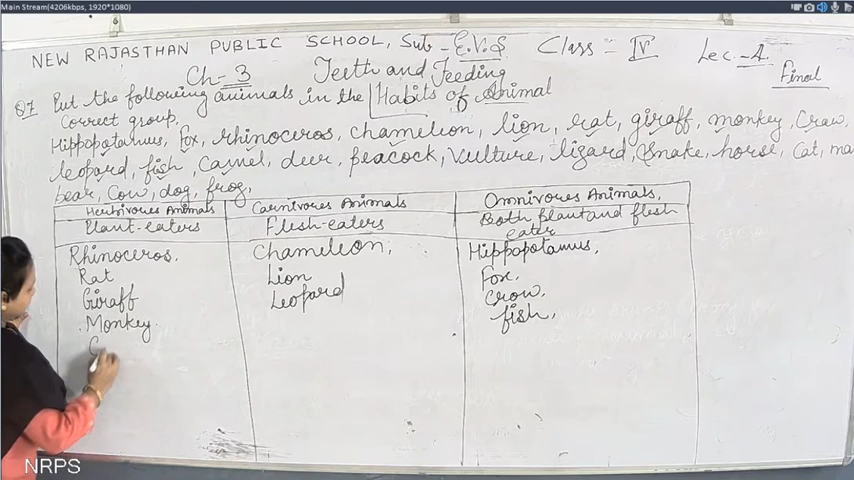 Main Stream(4206kbps, 1920*1080)
NEW RAJASTHAN PUBLIC SCHOOL, Sub - E.V.S Class = IV Lec - 4
Ch- 3 Teeth and Feeding Final
Q7 Put the following animals in the Habits of Animal
Correct group.
Hippopotamus, Fox, rhinoceros, chameleon, lion, rat, giraff, monkey, Craw,
leopard, fish, Camel, deer, peacock, Vulture, lizard, Snake, horse, Cat, ma
bear, Cow, dog, frog,
Herbivores Animals Carnivores Animals Omnivores Animals,
Plant-eaters Flesh-eaters Both plant and flesh
eater
Rhinoceros, Chameleon, Hippopotamus,
Rat Lion Fox,
Giraff Leopard Crow,
Monkey fish,
C
NRPS